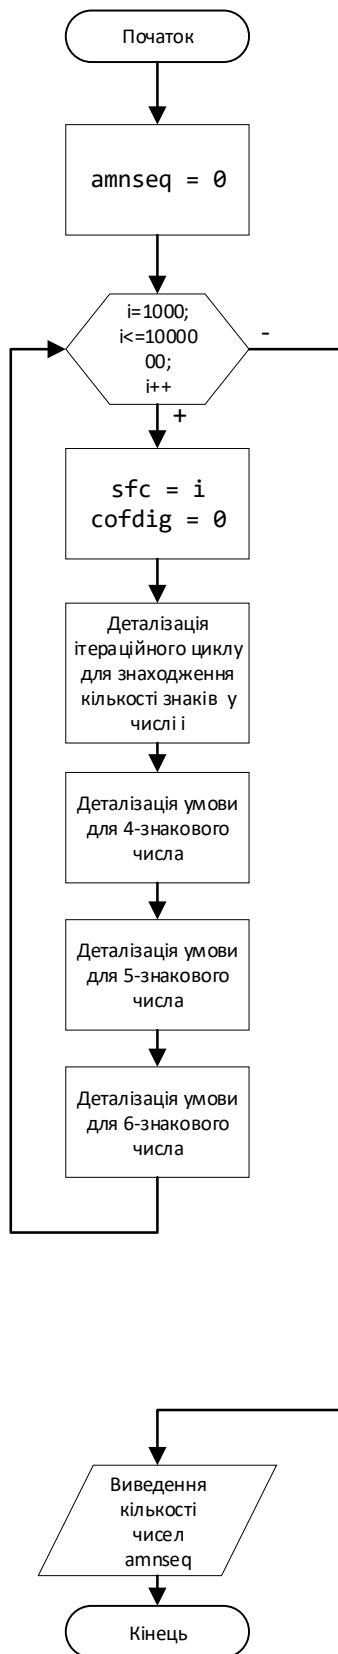 Початок
amnseq = 0
i=1000;
i<=10000
00;
i++
-
+
sfc = i
cofdig = 0
Деталізація
ітераційного циклу
для знаходження
кількості знаків у
числі i
Деталізація умови
для 4-знакового
числа
Деталізація умови
для 5-знакового
числа
Деталізація умови
для 6-знакового
числа
Виведення
кількості
чисел
amnseq
Кінець